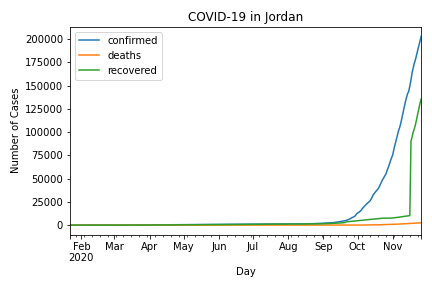 COVID-19 in Jordan
confirmed
deaths
recovered
Number of Cases
200000
175000
150000
125000
100000
75000
50000
25000
0
Feb Mar Apr May Jun Jul Aug Sep Oct Nov
2020
Day